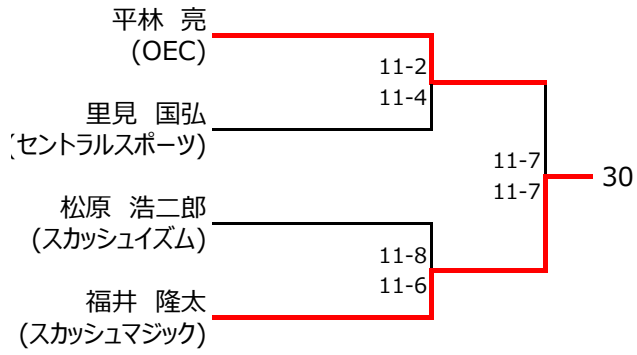 平林 亮
(OEC)
11-2
11-4
里見 国弘
(セントラルスポーツ)
11-7
11-7
30
松原 浩二郎
(スカッシュイズム)
11-8
11-6
福井 隆太
(スカッシュマジック)